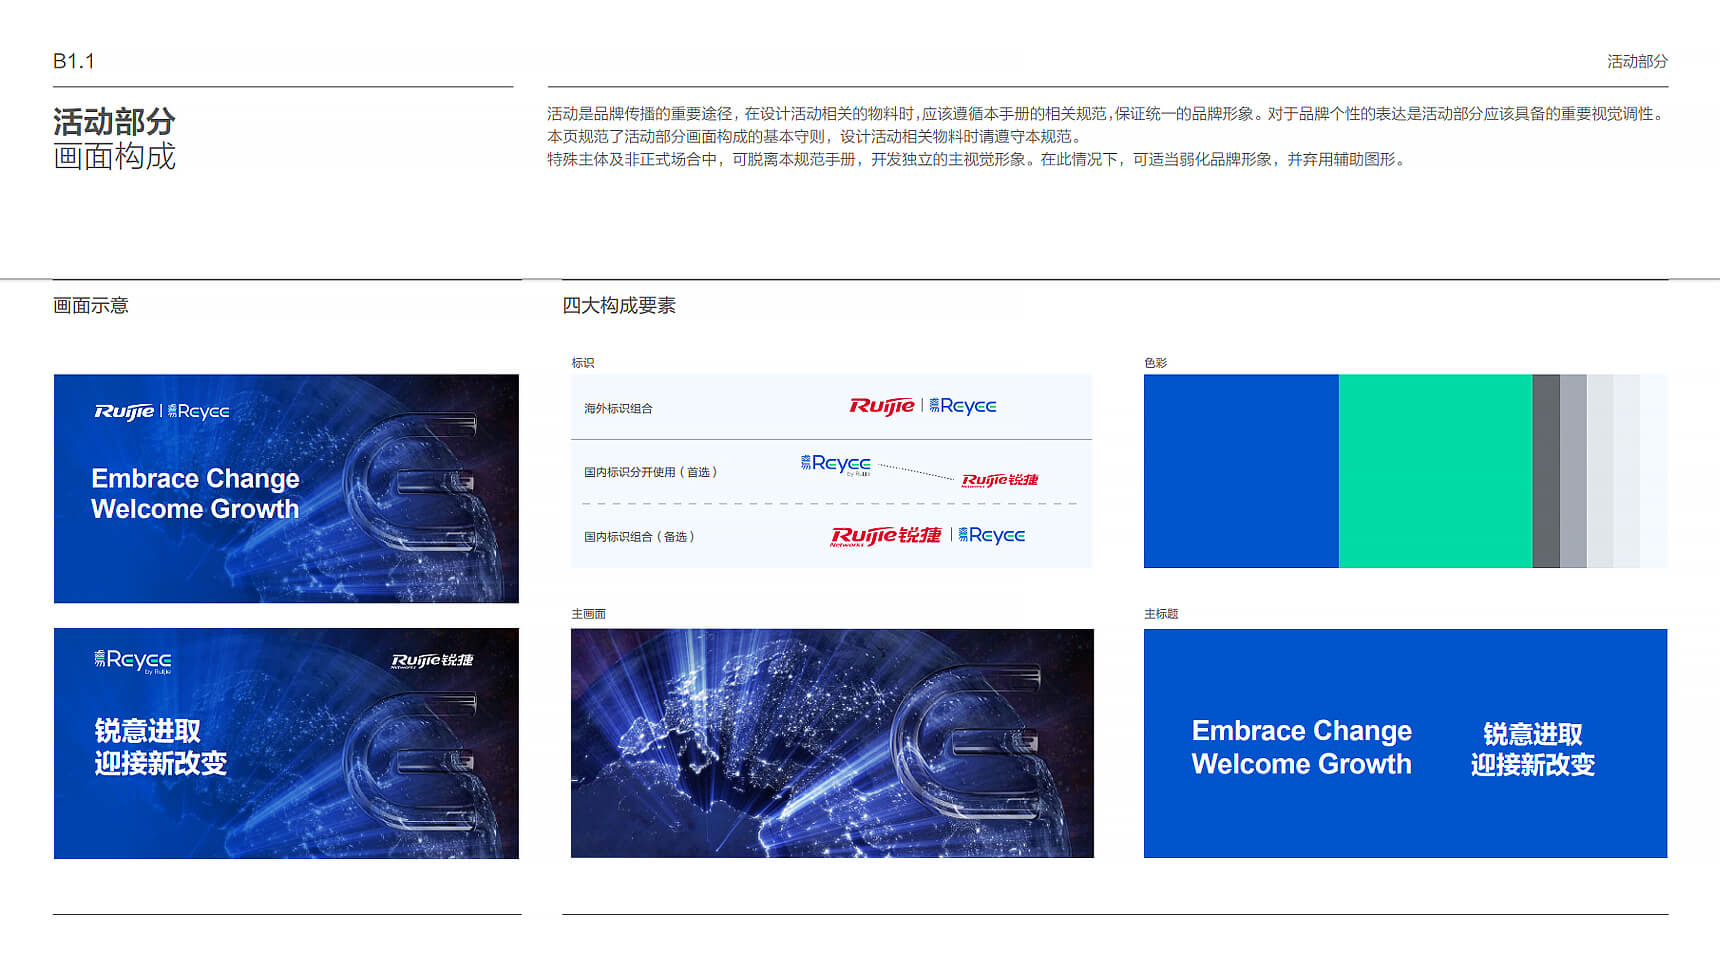 B1.1
活动部分
活动部分
画面构成
活动是品牌传播的重要途径，在设计活动相关的物料时，应该遵循本手册的相关规范，保证统一的品牌形象。对于品牌个性的表达是活动部分应该具备的重要视觉调性。
本页规范了活动部分画面构成的基本守则，设计活动相关物料时请遵守本规范。
特殊主体及非正式场合中，可脱离本规范手册，开发独立的主视觉形象。在此情况下，可适当弱化品牌形象，并弃用辅助图形。
画面示意
Ruijie | 睿易 Reyee
Embrace Change
Welcome Growth
睿易 Reyee
by Ruijie
Ruijie锐捷
Networks
锐意进取
迎接新改变
四大构成要素
标识
海外标识组合
Ruijie | 睿易 Reyee
国内标识分开使用（首选）
睿易 Reyee
by Ruijie
Ruijie锐捷
Networks
国内标识组合（备选）
Ruijie锐捷 | 睿易 Reyee
Networks
色彩
主画面
主标题
Embrace Change
Welcome Growth
锐意进取
迎接新改变